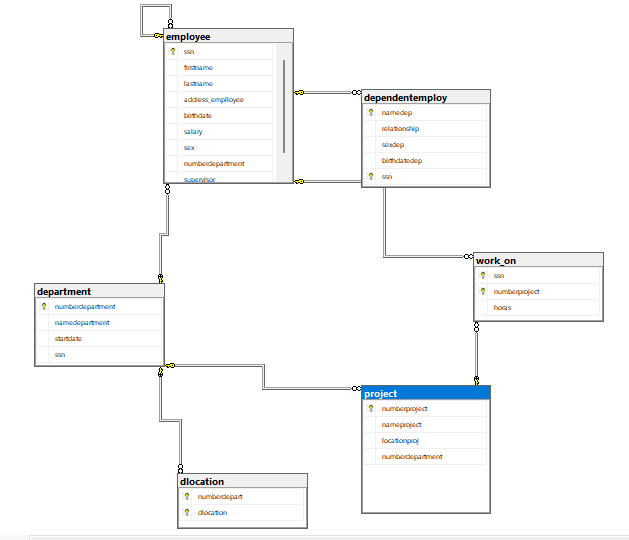 employee
ssn
firstname
lastname
address_emplloyee
birthdate
salary
sex
numberdepartment
supervisor
dependentemploy
namedep
relationship
sexdep
birthdatedep
ssn
work_on
ssn
numberproject
horas
department
numberdepartment
namedepartment
startdate
ssn
project
numberproject
nameproject
locationproj
numberdepartment
dlocation
numberdepart
dlocation